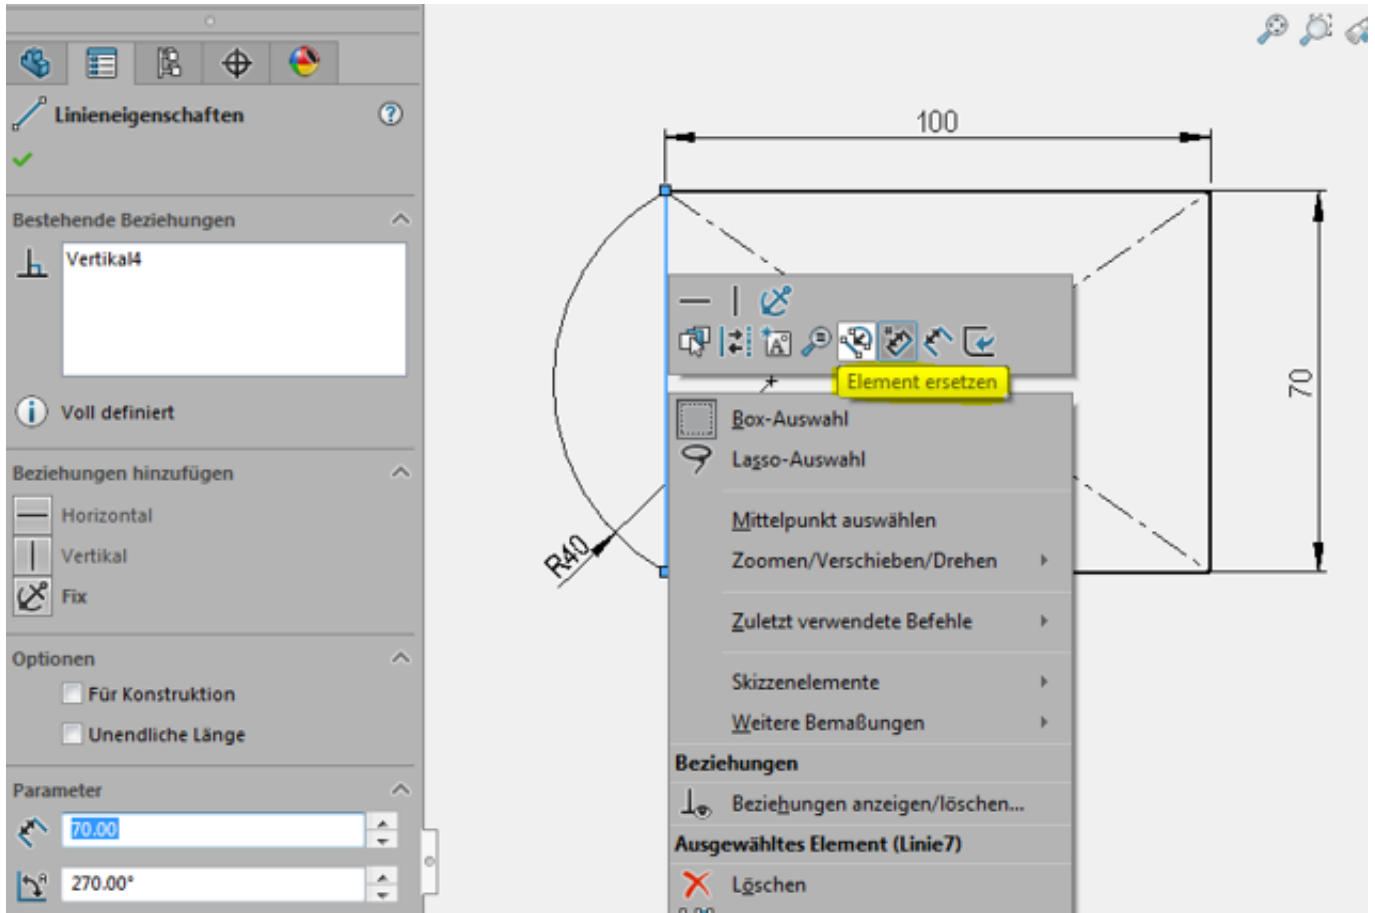 Linieneigenschaften
Bestehende Beziehungen
Vertikal4
Voll definiert
Beziehungen hinzufügen
Horizontal
Vertikal
Fix
Optionen
Für Konstruktion
Unendliche Länge
Parameter
70.00
270.00°
100
70
R40
Element ersetzen
Box-Auswahl
Lasso-Auswahl
Mittelpunkt auswählen
Zoomen/Verschieben/Drehen
Zuletzt verwendete Befehle
Skizzenelemente
Weitere Bemaßungen
Beziehungen
Beziehungen anzeigen/löschen...
Ausgewähltes Element (Linie7)
Löschen